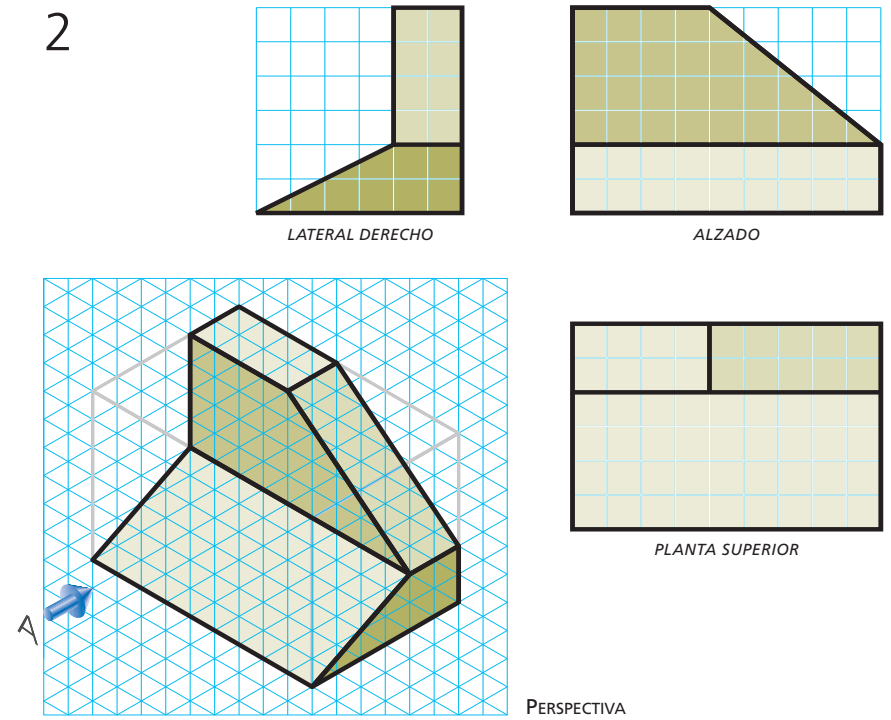 2
LATERAL DERECHO
ALZADO
PLANTA SUPERIOR
A
PERSPECTIVA